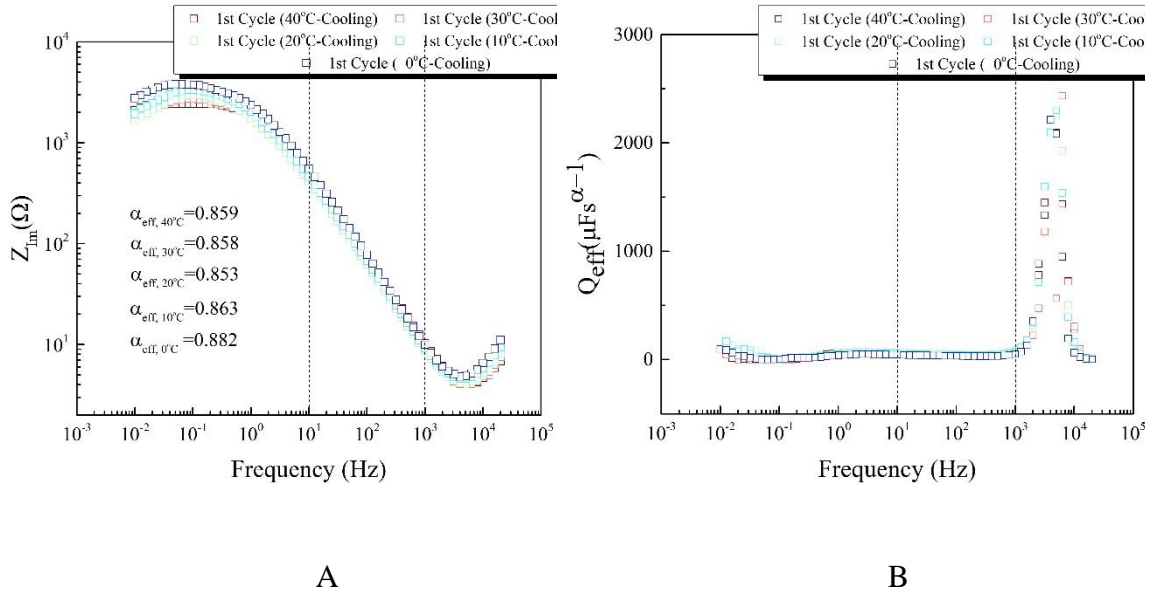 1st Cycle (40°C-Cooling) 1st Cycle (30°C-Cool
1st Cycle (20°C-Cooling) 1st Cycle (10°C-Cool
1st Cycle ( 0°C-Cooling)
10⁴
10³
10²
10¹
Z_Im(Ω)
α_eff, 40°C=0.859
α_eff, 30°C=0.858
α_eff, 20°C=0.853
α_eff, 10°C=0.863
α_eff, 0°C=0.882
10⁻³ 10⁻² 10⁻¹ 10⁰ 10¹ 10² 10³ 10⁴ 10⁵
Frequency (Hz)
A
1st Cycle (40°C-Cooling) 1st Cycle (30°C-Coo
1st Cycle (20°C-Cooling) 1st Cycle (10°C-Coo
1st Cycle ( 0°C-Cooling)
3000
2000
1000
0
Q_eff(μFs^α−1)
10⁻³ 10⁻² 10⁻¹ 10⁰ 10¹ 10² 10³ 10⁴ 10⁵
Frequency (Hz)
B